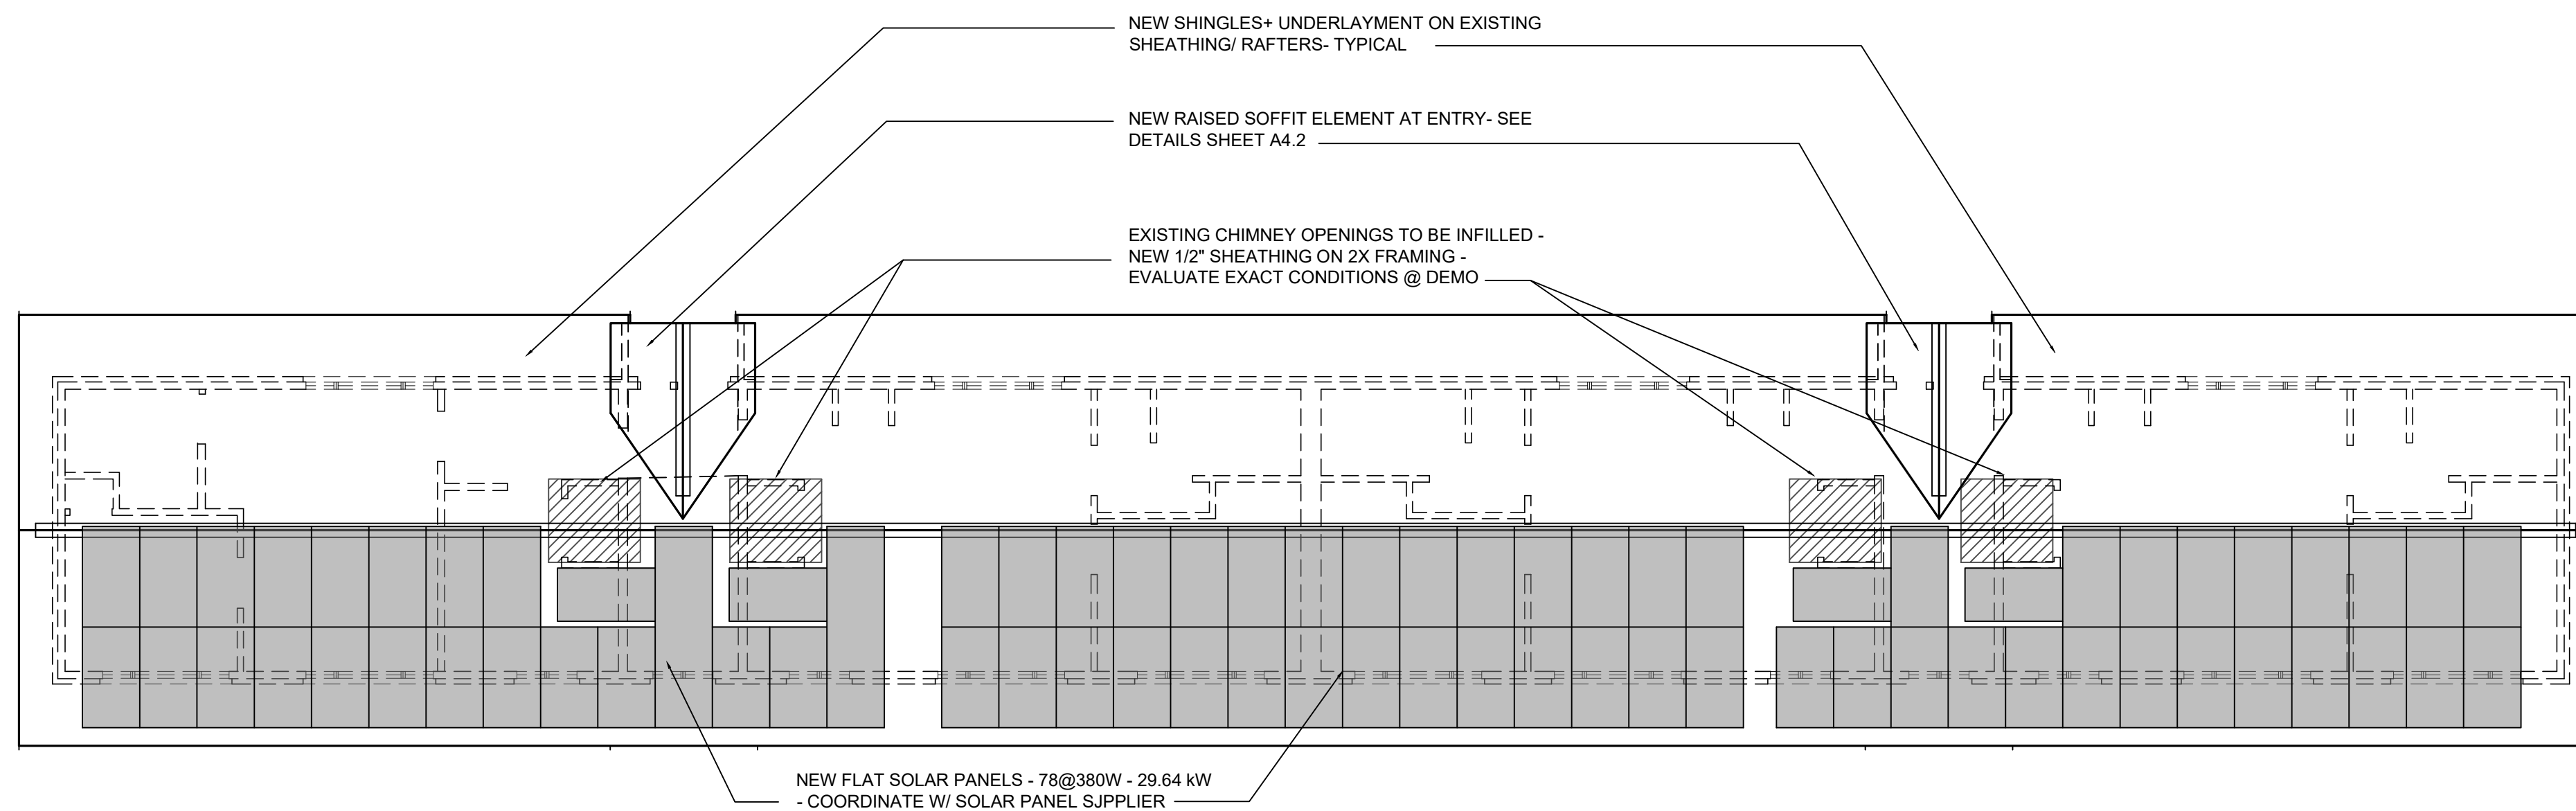 NEW SHINGLES+ UNDERLAYMENT ON EXISTING
SHEATHING/ RAFTERS- TYPICAL
NEW RAISED SOFFIT ELEMENT AT ENTRY- SEE
DETAILS SHEET A4.2
EXISTING CHIMNEY OPENINGS TO BE INFILLED -
NEW 1/2" SHEATHING ON 2X FRAMING -
EVALUATE EXACT CONDITIONS @ DEMO
NEW FLAT SOLAR PANELS - 78@380W - 29.64 kW
- COORDINATE W/ SOLAR PANEL SJPPLIER